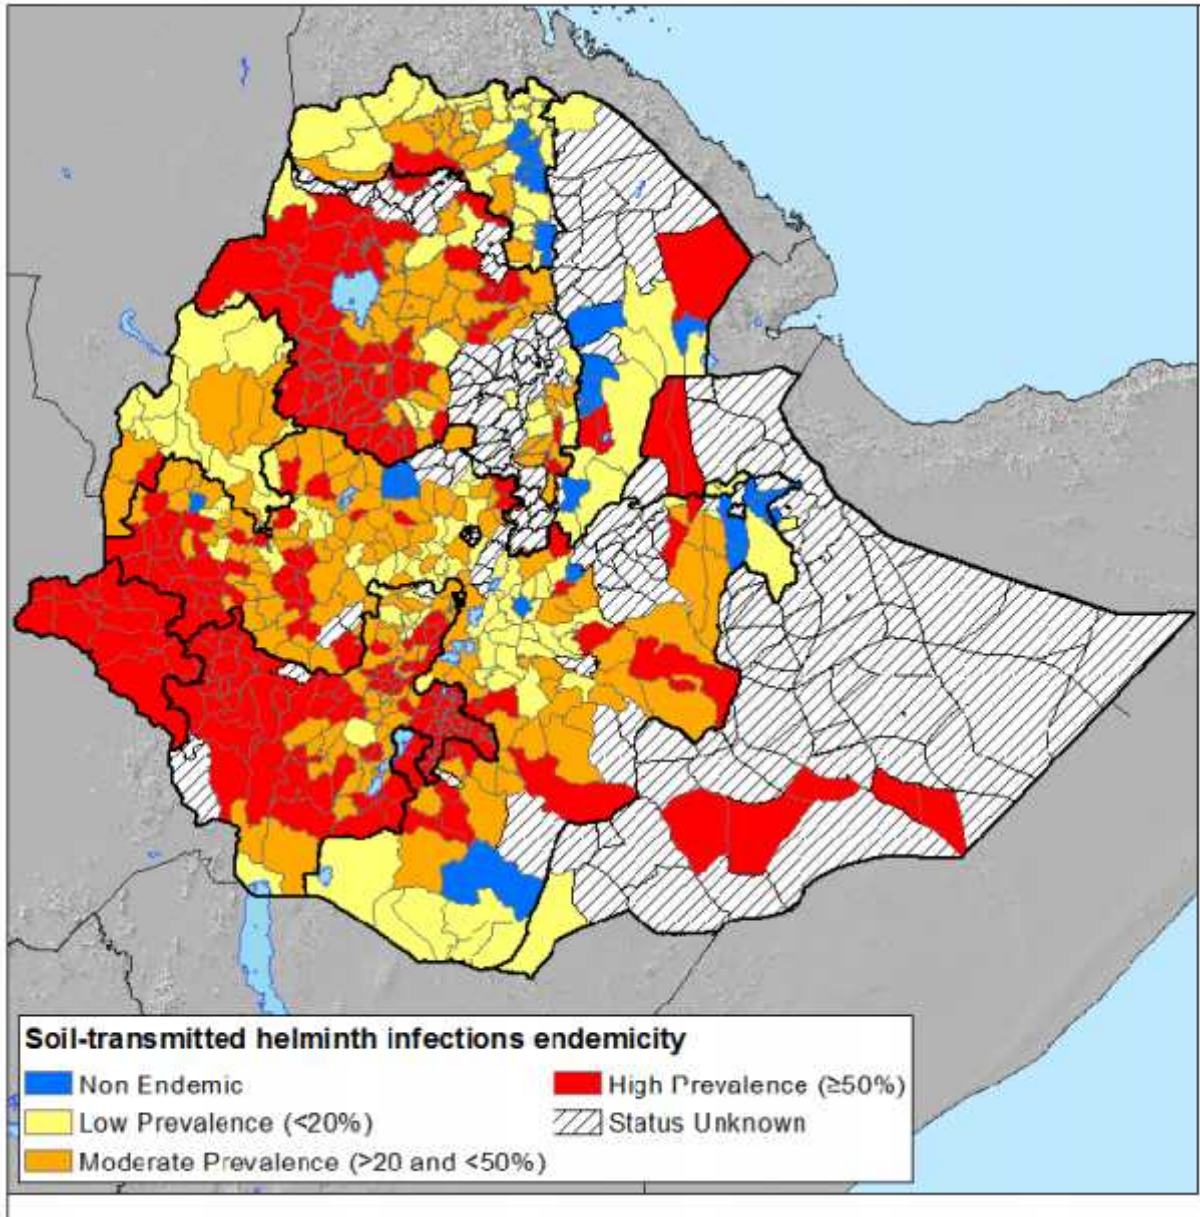 Soil-transmitted helminth infections endemicity
Non Endemic
Low Prevalence (<20%)
Moderate Prevalence (>20 and <50%)
High Prevalence (≥50%)
Status Unknown